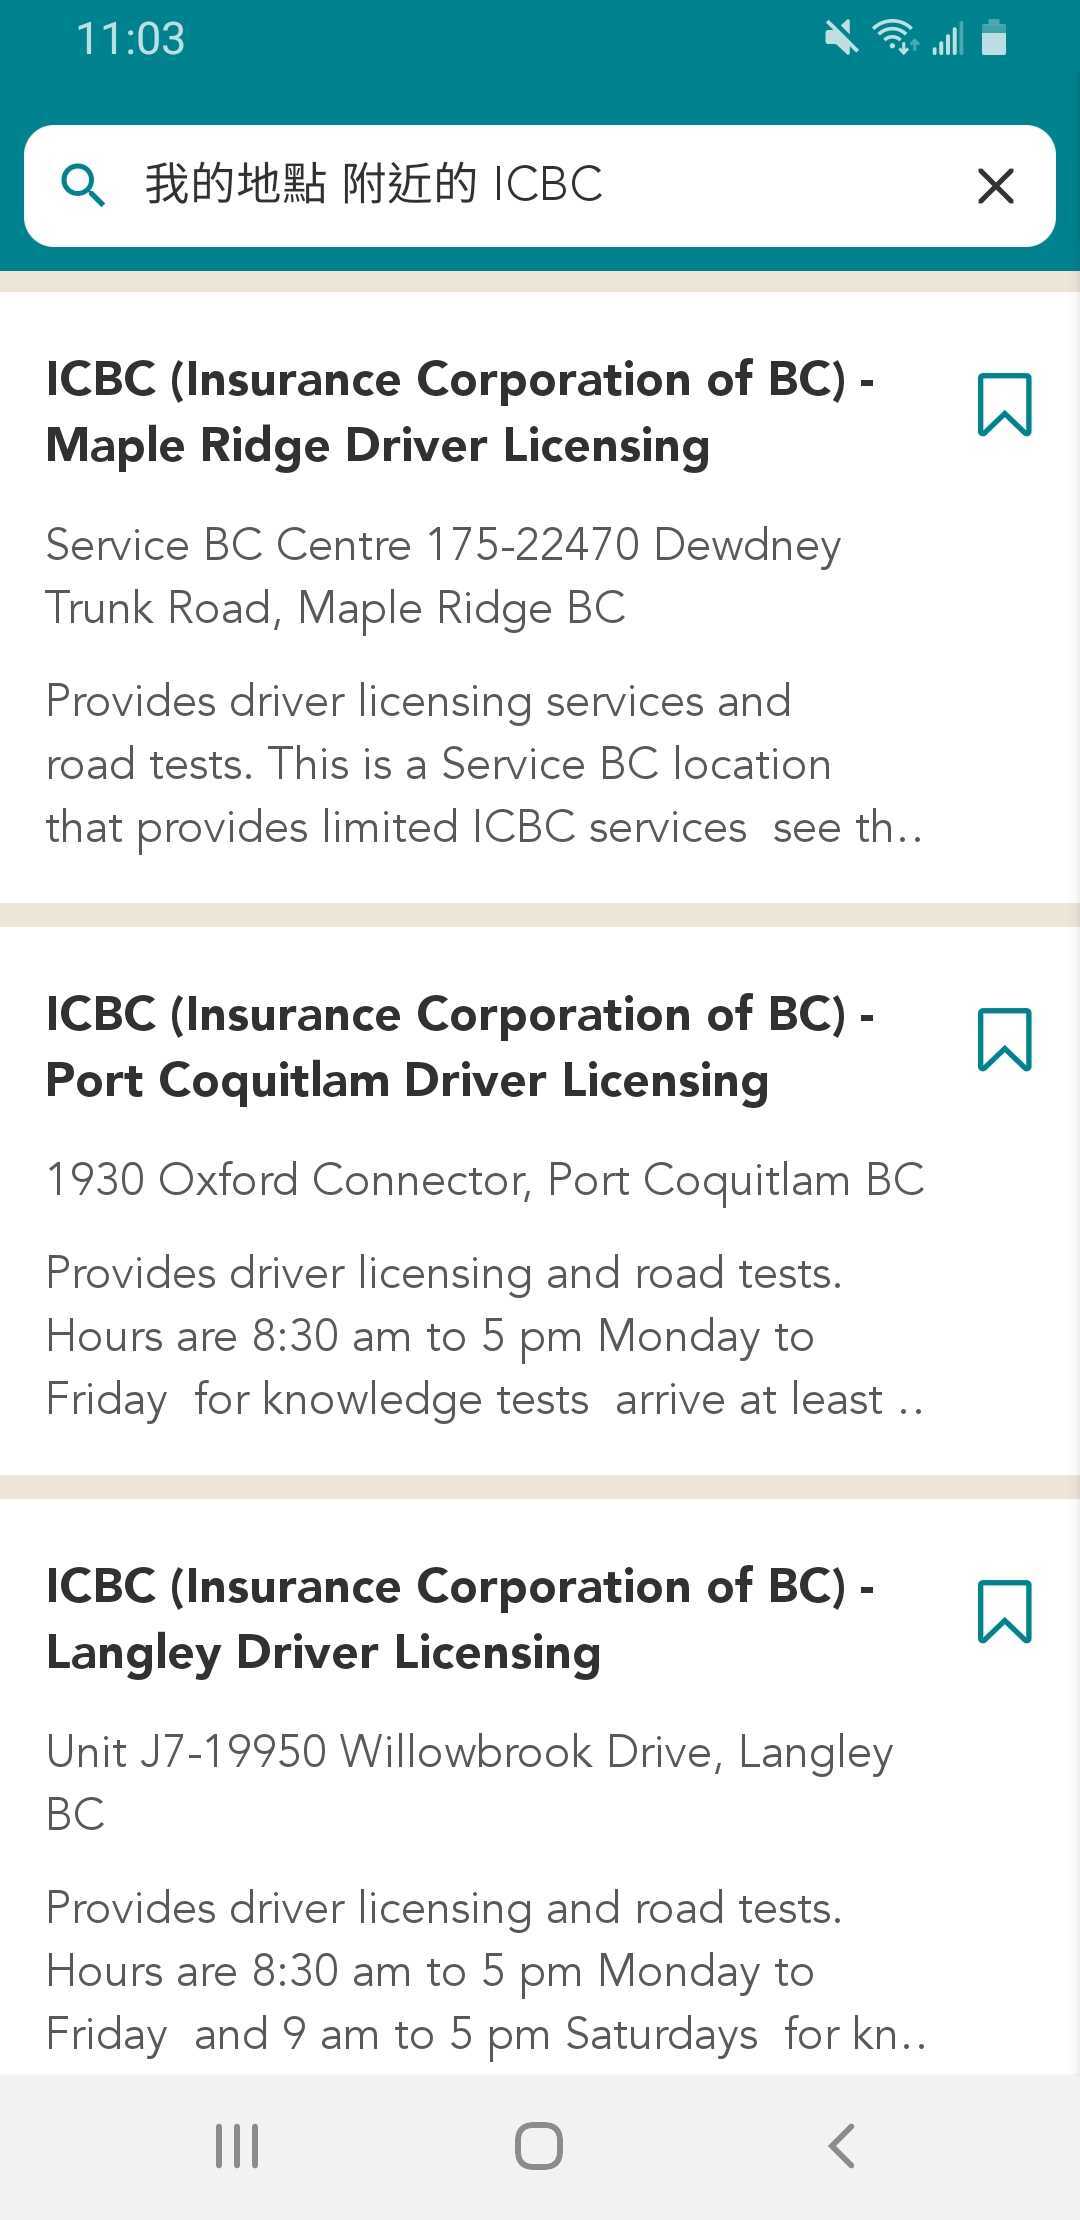 11:03
我的地點 附近的 ICBC
ICBC (Insurance Corporation of BC) -
Maple Ridge Driver Licensing
Service BC Centre 175-22470 Dewdney
Trunk Road, Maple Ridge BC
Provides driver licensing services and
road tests. This is a Service BC location
that provides limited ICBC services  see th..
ICBC (Insurance Corporation of BC) -
Port Coquitlam Driver Licensing
1930 Oxford Connector, Port Coquitlam BC
Provides driver licensing and road tests.
Hours are 8:30 am to 5 pm Monday to
Friday  for knowledge tests  arrive at least ..
ICBC (Insurance Corporation of BC) -
Langley Driver Licensing
Unit J7-19950 Willowbrook Drive, Langley
BC
Provides driver licensing and road tests.
Hours are 8:30 am to 5 pm Monday to
Friday  and 9 am to 5 pm Saturdays  for kn..